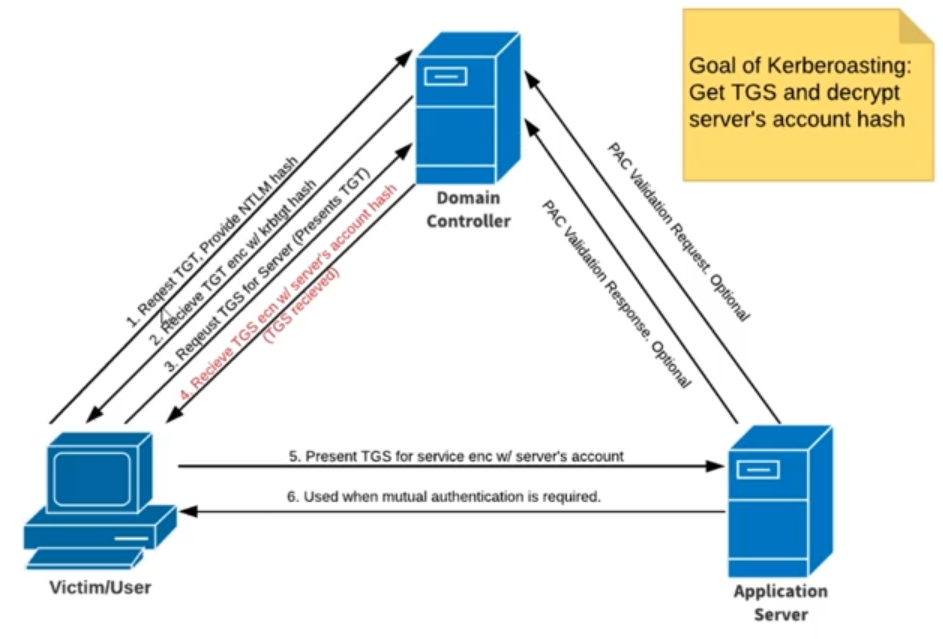 Goal of Kerberoasting:
Get TGS and decrypt
server's account hash
Domain
Controller
1. Reqest TGT, Provide NTLM hash
2. Recieve TGT enc w/ krbtgt hash
3. Reqeust TGS for Server (Presents TGT)
4. Recieve TGS ecn w/ server's account hash
(TGS recieved)
PAC Validation Request. Optional
PAC Validation Response. Optional
5. Present TGS for service enc w/ server's account
6. Used when mutual authentication is required.
Victim/User
Application
Server